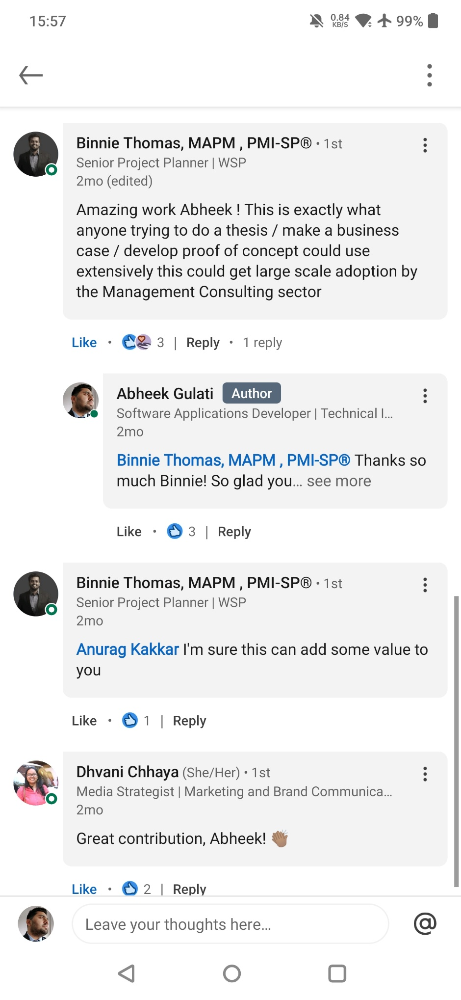 15:57
0.84
KB/S
99%
Binnie Thomas, MAPM , PMI-SP® • 1st
Senior Project Planner | WSP
2mo (edited)
Amazing work Abheek ! This is exactly what
anyone trying to do a thesis / make a business
case / develop proof of concept could use
extensively this could get large scale adoption by
the Management Consulting sector
Like • 3 | Reply • 1 reply
Abheek Gulati Author
Software Applications Developer | Technical I...
2mo
Binnie Thomas, MAPM , PMI-SP® Thanks so
much Binnie! So glad you... see more
Like • 3 | Reply
Binnie Thomas, MAPM , PMI-SP® • 1st
Senior Project Planner | WSP
2mo
Anurag Kakkar I'm sure this can add some value to
you
Like • 1 | Reply
Dhvani Chhaya (She/Her) • 1st
Media Strategist | Marketing and Brand Communica...
2mo
Great contribution, Abheek! 👏🏽
Like • 2 | Reply
Leave your thoughts here...
@